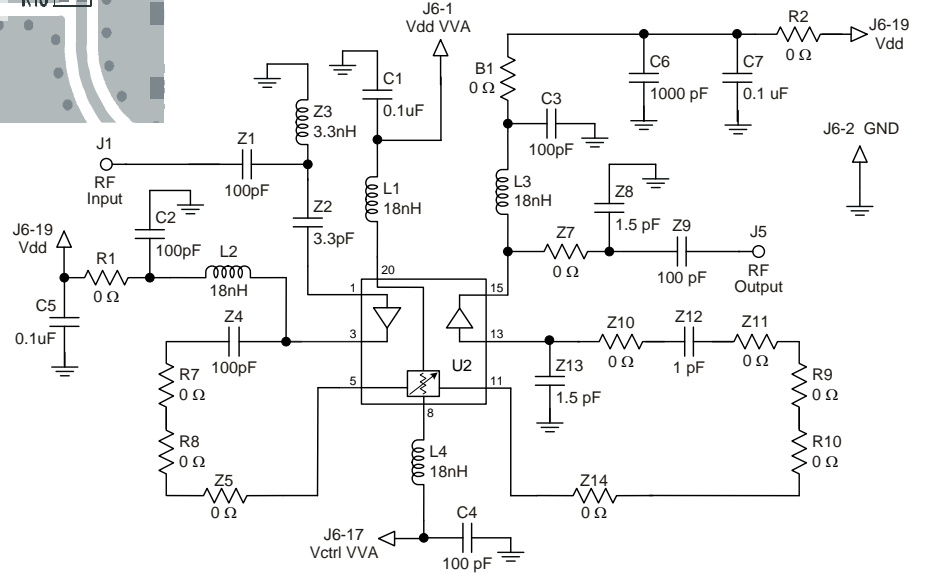 J6-1
Vdd VVA
R2
0 Ω
J6-19
Vdd
B1
0 Ω
C6
1000 pF
C7
0.1 uF
C1
0.1uF
Z3
3.3nH
C3
100pF
J6-2 GND
J1
RF
Input
Z1
100pF
L1
18nH
L3
18nH
Z8
1.5 pF
Z2
3.3pF
C2
100pF
J6-19
Vdd
R1
0 Ω
L2
18nH
Z7
0 Ω
Z9
100 pF
J5
RF
Output
C5
0.1uF
20
1
15
Z4
100pF
3
13
U2
Z10
0 Ω
Z12
1 pF
Z11
0 Ω
Z13
1.5 pF
5
11
8
R7
0 Ω
R9
0 Ω
R8
0 Ω
R10
0 Ω
L4
18nH
Z5
0 Ω
Z14
0 Ω
J6-17
Vctrl VVA
C4
100 pF